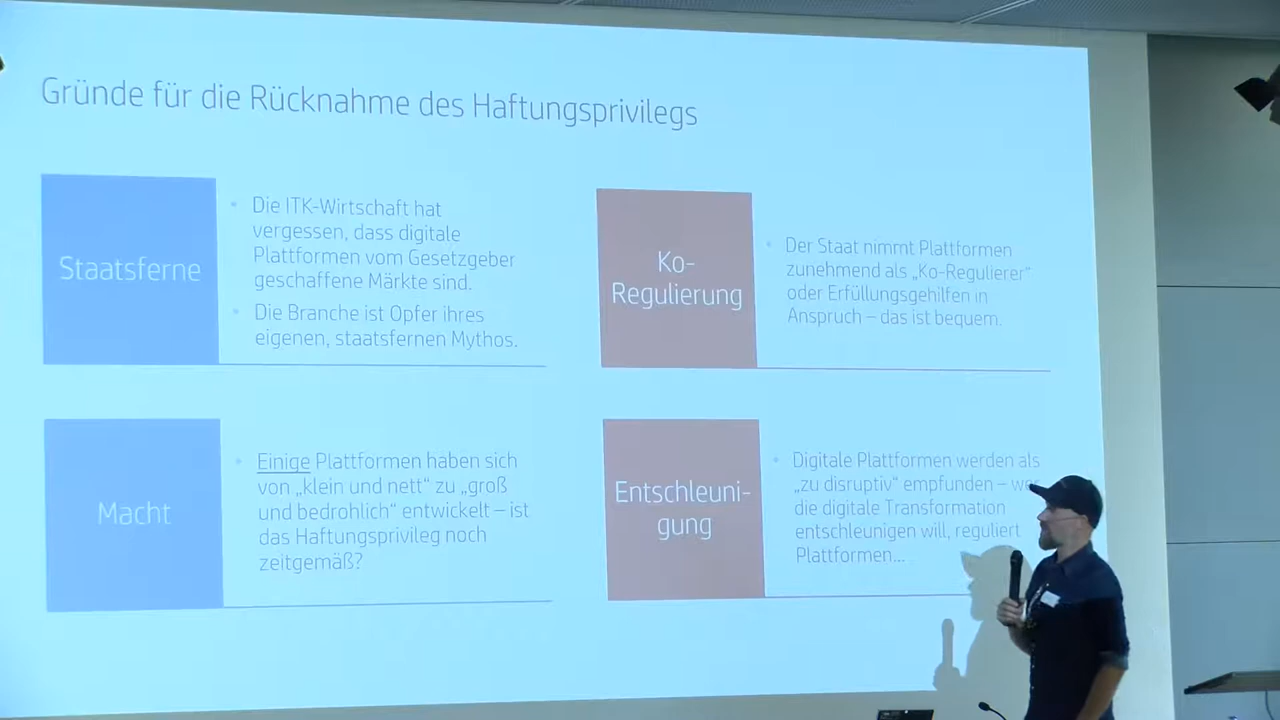 Gründe für die Rücknahme des Haftungsprivilegs
Staatsferne
• Die ITK-Wirtschaft hat
vergessen, dass digitale
Plattformen vom Gesetzgeber
geschaffene Märkte sind.
• Die Branche ist Opfer ihres
eigenen, staatsfernen Mythos.
Ko-
Regulierung
• Der Staat nimmt Plattformen
zunehmend als „Ko-Regulierer“
oder Erfüllungsgehilfen in
Anspruch – das ist bequem.
Macht
• Einige Plattformen haben sich
von „klein und nett“ zu „groß
und bedrohlich“ entwickelt – ist
das Haftungsprivileg noch
zeitgemäß?
Entschleuni-
gung
• Digitale Plattformen werden als
„zu disruptiv“ empfunden –
die digitale Transformation
entschleunigen will, reguliert
Plattformen...